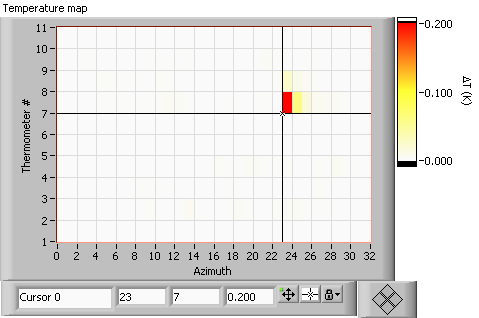 Temperature map
11
10
9
8
7
6
5
4
3
2
1
Thermometer #
0 2 4 6 8 10 12 14 16 18 20 22 24 26 28 30 32
Azimuth
0.200
0.100
0.000
ΔT (K)
Cursor 0 23 7 0.200